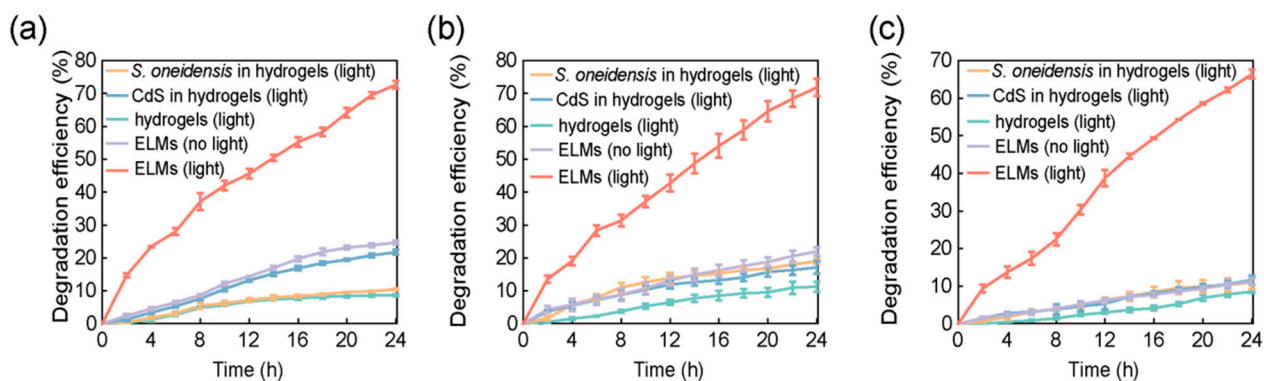 (a)
Degradation efficiency (%)
80
70
60
50
40
30
20
10
0
S. oneidensis in hydrogels (light)
CdS in hydrogels (light)
hydrogels (light)
ELMs (no light)
ELMs (light)
0 4 8 12 16 20 24
Time (h)
(b)
Degradation efficiency (%)
80
70
60
50
40
30
20
10
0
S. oneidensis in hydrogels (light)
CdS in hydrogels (light)
hydrogels (light)
ELMs (no light)
ELMs (light)
0 4 8 12 16 20 24
Time (h)
(c)
Degradation efficiency (%)
70
60
50
40
30
20
10
0
S. oneidensis in hydrogels (light)
CdS in hydrogels (light)
hydrogels (light)
ELMs (no light)
ELMs (light)
0 4 8 12 16 20 24
Time (h)